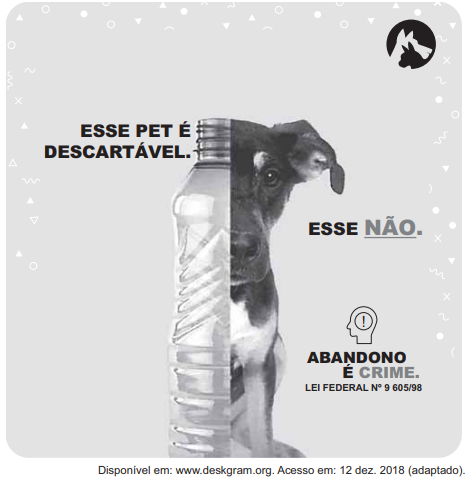 ESSE PET É
DESCARTÁVEL.
ESSE NÃO.
ABANDONO
É CRIME.
LEI FEDERAL Nº 9 605/98
Disponível em: www.deskgram.org. Acesso em: 12 dez. 2018 (adaptado).